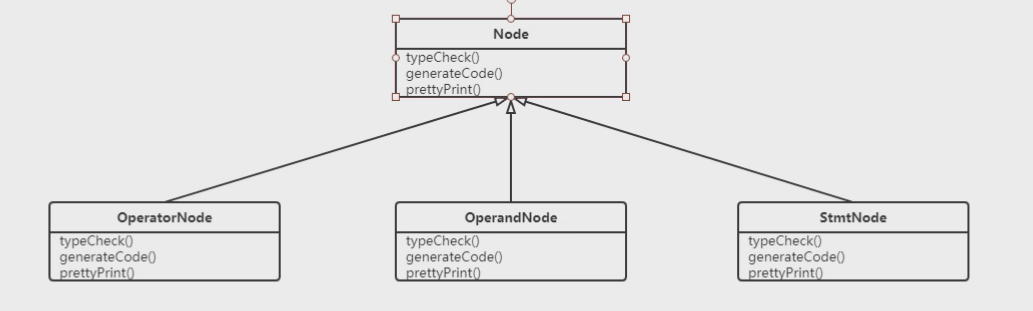 Node
typeCheck()
generateCode()
prettyPrint()
OperatorNode
typeCheck()
generateCode()
prettyPrint()
OperandNode
typeCheck()
generateCode()
prettyPrint()
StmtNode
typeCheck()
generateCode()
prettyPrint()